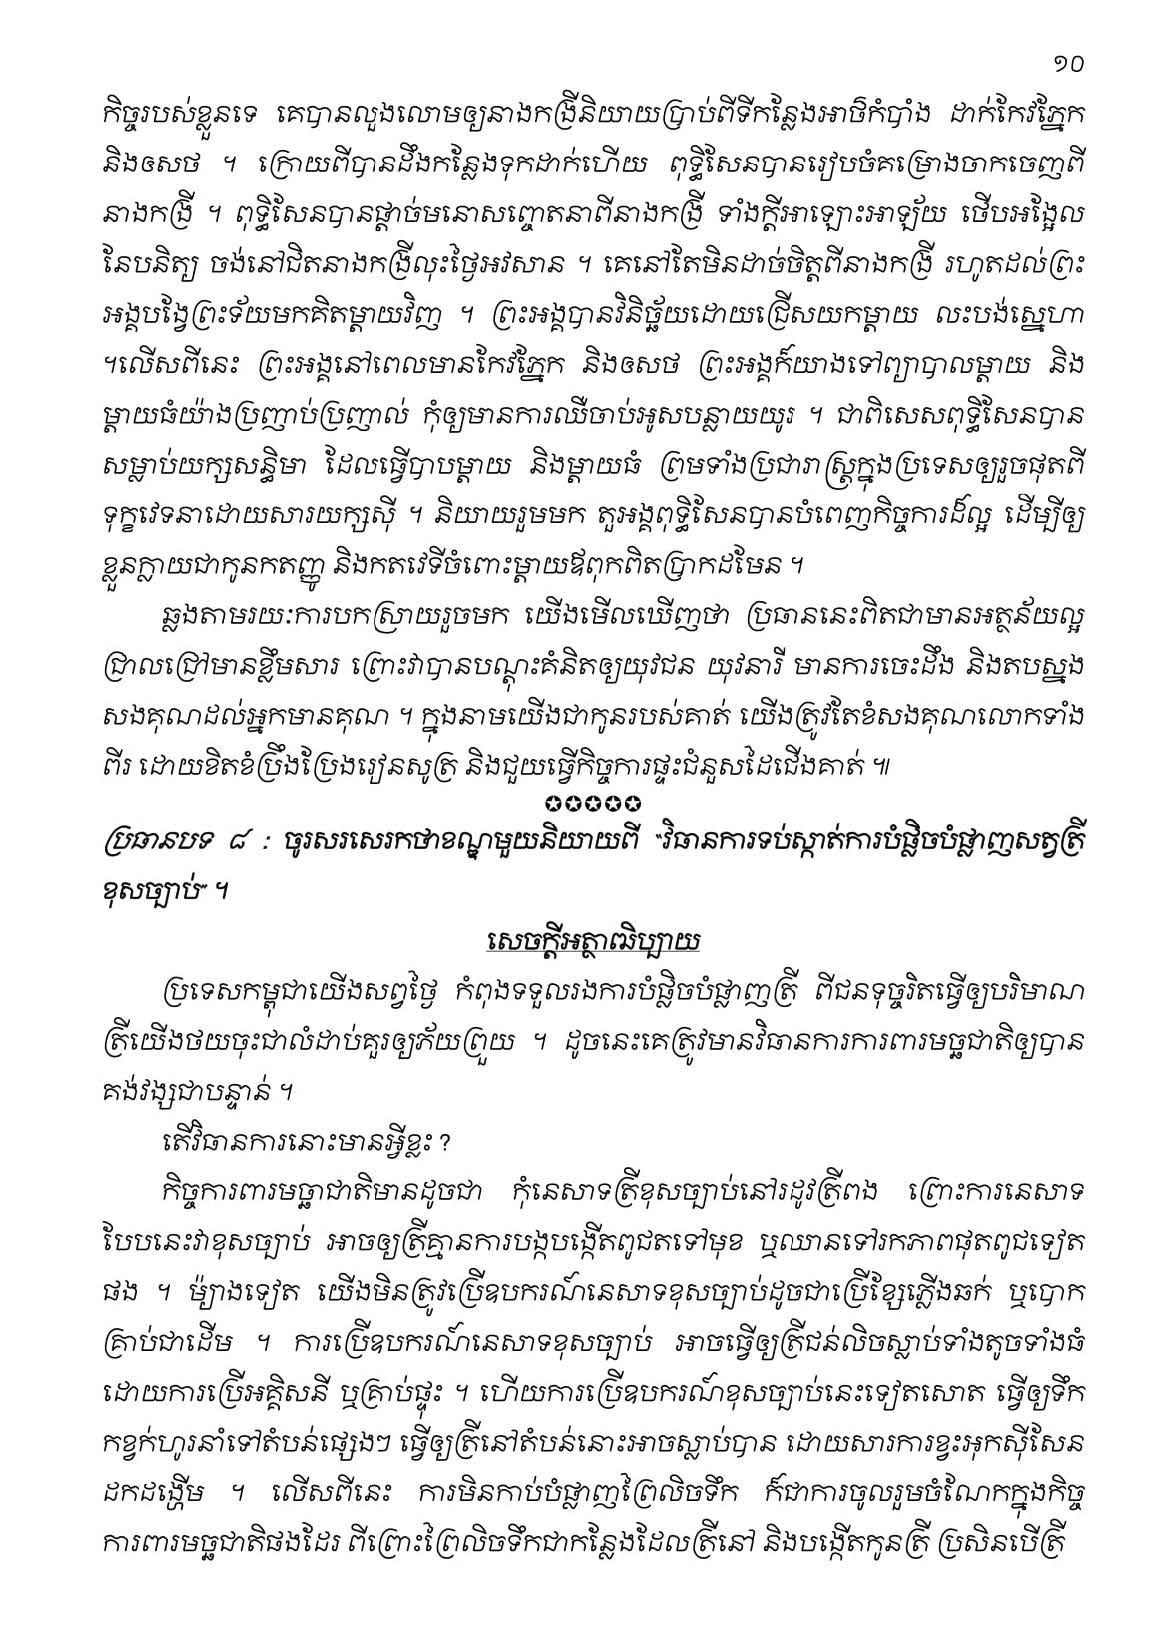 ១០
កិច្ចរបស់ខ្លួនទេ គេបានលួងលោមឲ្យនាងកង្រីនិយាយប្រាប់ពីទីកន្លែងអាថ៌កំបាំង ដាក់កែវភ្នែក
និងឲសថ ។ ក្រោយពីបានដឹងកន្លែងទុកដាក់ហើយ ពុទ្ធិសែនបានរៀបចំគម្រោងចាកចេញពី
នាងកង្រី ។ ពុទ្ធិសែនបានផ្តាច់មនោសញ្ចេតនាពីនាងកង្រី ទាំងក្តីអាឡោះអាឡ័យ ថើបអង្អែល
នែបនិត្យ ចង់នៅជិតនាងកង្រីលុះថ្ងៃអវសាន ។ គេនៅតែមិនដាច់ចិត្តពីនាងកង្រី រហូតដល់ព្រះ
អង្គបង្វែព្រះទ័យមកគិតម្តាយវិញ ។ ព្រះអង្គបានវិនិច្ឆ័យដោយជ្រើសយកម្តាយ លះបង់ស្នេហា
។លើសពីនេះ ព្រះអង្គនៅពេលមានកែវភ្នែក និងឲសថ ព្រះអង្គក៏យាងទៅព្យាបាលម្តាយ និង
ម្តាយធំយ៉ាងប្រញាប់ប្រញាល់ កុំឲ្យមានការឈឺចាប់អូសបន្លាយយូរ ។ ជាពិសេសពុទ្ធិសែនបាន
សម្លាប់យក្សសន្ធិមា ដែលធ្វើបាបម្តាយ និងម្តាយធំ ព្រមទាំងប្រជារាស្ត្រក្នុងប្រទេសឲ្យរួចផុតពី
ទុក្ខវេទនាដោយសារយក្សស៊ី ។ និយាយរួមមក តួអង្គពុទ្ធិសែនបានបំពេញកិច្ចការដ៏ល្អ ដើម្បីឲ្យ
ខ្លួនក្លាយជាកូនកតញ្ញូ និងកតវេទីចំពោះម្តាយឪពុកពិតប្រាកដមែន ។
ឆ្លងតាមរយៈការបកស្រាយរួចមក យើងមើលឃើញថា ប្រធាននេះពិតជាមានអត្ថន័យល្អ
ជ្រាលជ្រៅមានខ្លឹមសារ ព្រោះវាបានបណ្តុះគំនិតឲ្យយុវជន យុវនារី មានការចេះដឹង និងតបស្នង
សងគុណដល់អ្នកមានគុណ ។ ក្នុងនាមយើងជាកូនរបស់គាត់ យើងត្រូវតែខំសងគុណលោកទាំង
ពីរ ដោយខិតខំប្រឹងប្រែងរៀនសូត្រ និងជួយធ្វើកិច្ចការផ្ទះជំនួសដៃជើងគាត់ ៕
✪✪✪✪✪
ប្រធានបទ ៨ : ចូរសរសេរកថាខណ្ឌមួយនិយាយពី “វិធានការទប់ស្កាត់ការបំផ្លិចបំផ្លាញសត្វត្រី
ខុសច្បាប់” ។
សេចក្តីអត្ថាឍិប្បាយ
ប្រទេសកម្ពុជាយើងសព្វថ្ងៃ កំពុងទទួលរងការបំផ្លិចបំផ្លាញត្រី ពីជនទុច្ចរិតធ្វើឲ្យបរិមាណ
ត្រីយើងថយចុះជាលំដាប់គួរឲ្យភ័យព្រួយ ។ ដូចនេះគេត្រូវមានវិធានការការពារមច្ឆជាតិឲ្យបាន
គង់វង្សជាបន្ទាន់ ។
តើវិធានការនោះមានអ្វីខ្លះ ?
កិច្ចការពារមច្ឆាជាតិមានដូចជា កុំនេសាទត្រីខុសច្បាប់នៅរដូវត្រីពង ព្រោះការនេសាទ
បែបនេះវាខុសច្បាប់ អាចឲ្យត្រីគ្មានការបង្កបង្កើតពូជតទៅមុខ ឬឈានទៅរកភាពផុតពូជទៀត
ផង ។ ម៉្យាងទៀត យើងមិនត្រូវប្រើឧបករណ៍នេសាទខុសច្បាប់ដូចជាប្រើខ្សែភ្លើងឆក់ ឬបោក
គ្រាប់ជាដើម ។ ការប្រើឧបករណ៍នេសាទខុសច្បាប់ អាចធ្វើឲ្យត្រីជន់លិចស្លាប់ទាំងតូចទាំងធំ
ដោយការប្រើអគ្គិសនី ឬគ្រាប់ផ្ទុះ ។ ហើយការប្រើឧបករណ៍ខុសច្បាប់នេះទៀតសោត ធ្វើឲ្យទឹក
កខ្វក់ហូរនាំទៅតំបន់ផ្សេងៗ ធ្វើឲ្យត្រីនៅតំបន់នោះអាចស្លាប់បាន ដោយសារការខ្វះអុកស៊ីសែន
ដកដង្ហើម ។ លើសពីនេះ ការមិនកាប់បំផ្លាញព្រៃលិចទឹក ក៏ជាការចូលរួមចំណែកក្នុងកិច្ច
ការពារមច្ឆជាតិផងដែរ ពីព្រោះព្រៃលិចទឹកជាកន្លែងដែលត្រីនៅ និងបង្កើតកូនត្រី ប្រសិនបើត្រី